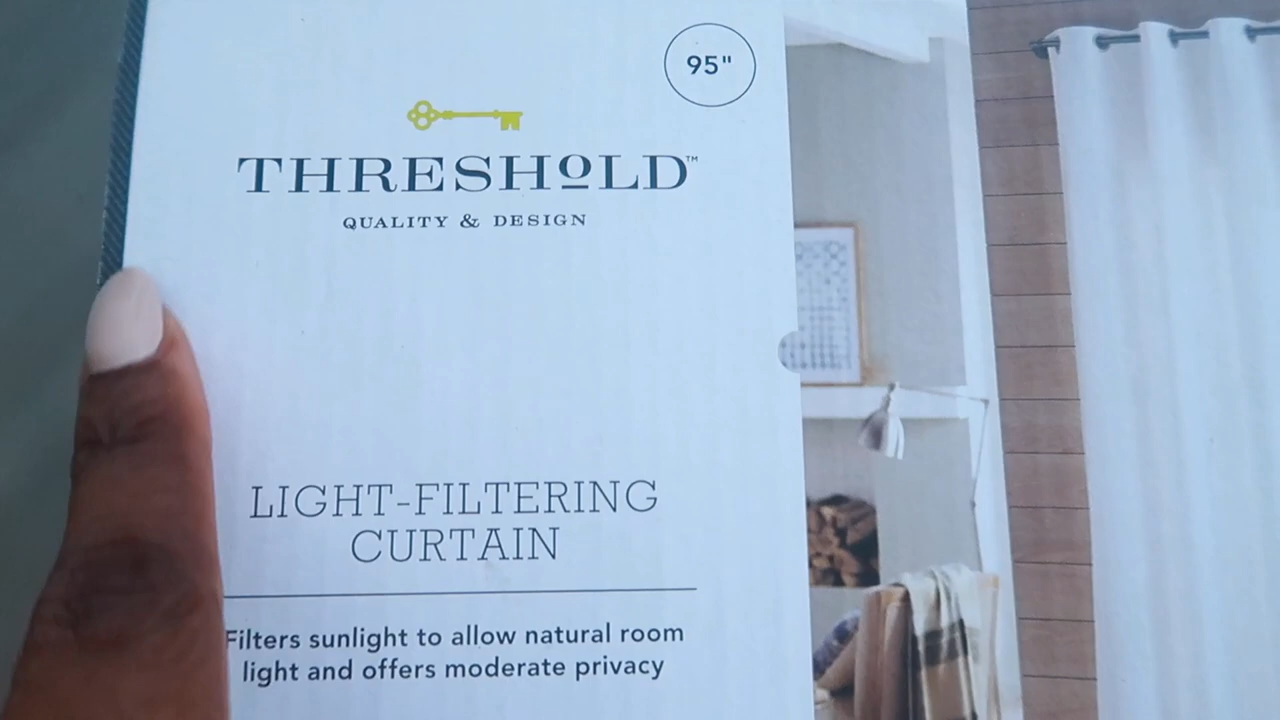 95"
THRESHOLD™
QUALITY & DESIGN
LIGHT-FILTERING
CURTAIN
Filters sunlight to allow natural room
light and offers moderate privacy